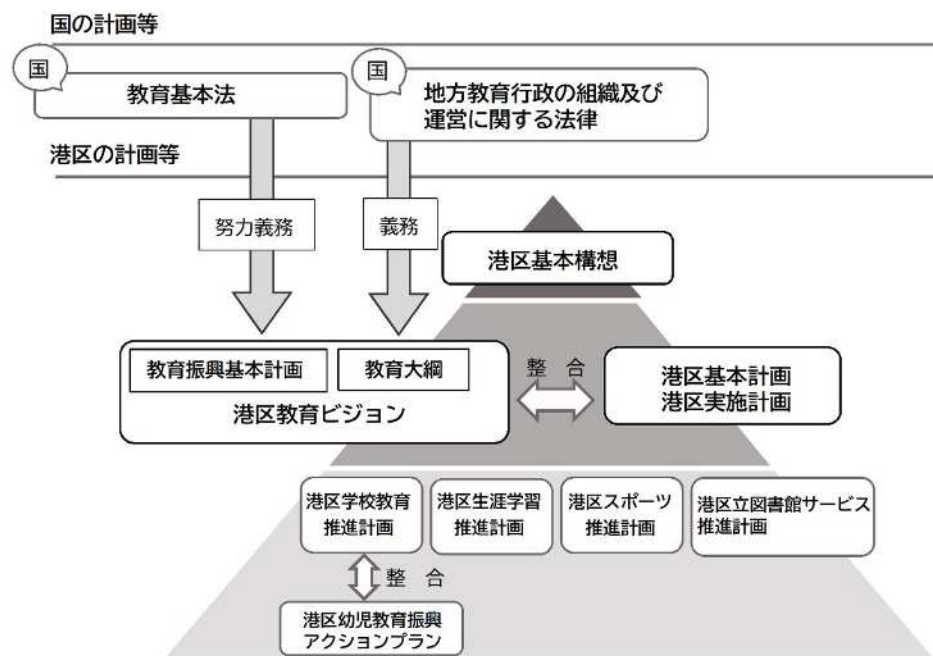 国の計画等
国
教育基本法
国
地方教育行政の組織及び
運営に関する法律
港区の計画等
努力義務
義務
港区基本構想
教育振興基本計画
教育大綱
港区教育ビジョン
整 合
港区基本計画
港区実施計画
港区学校教育
推進計画
港区生涯学習
推進計画
港区スポーツ
推進計画
港区立図書館サービス
推進計画
整 合
港区幼児教育振興
アクションプラン